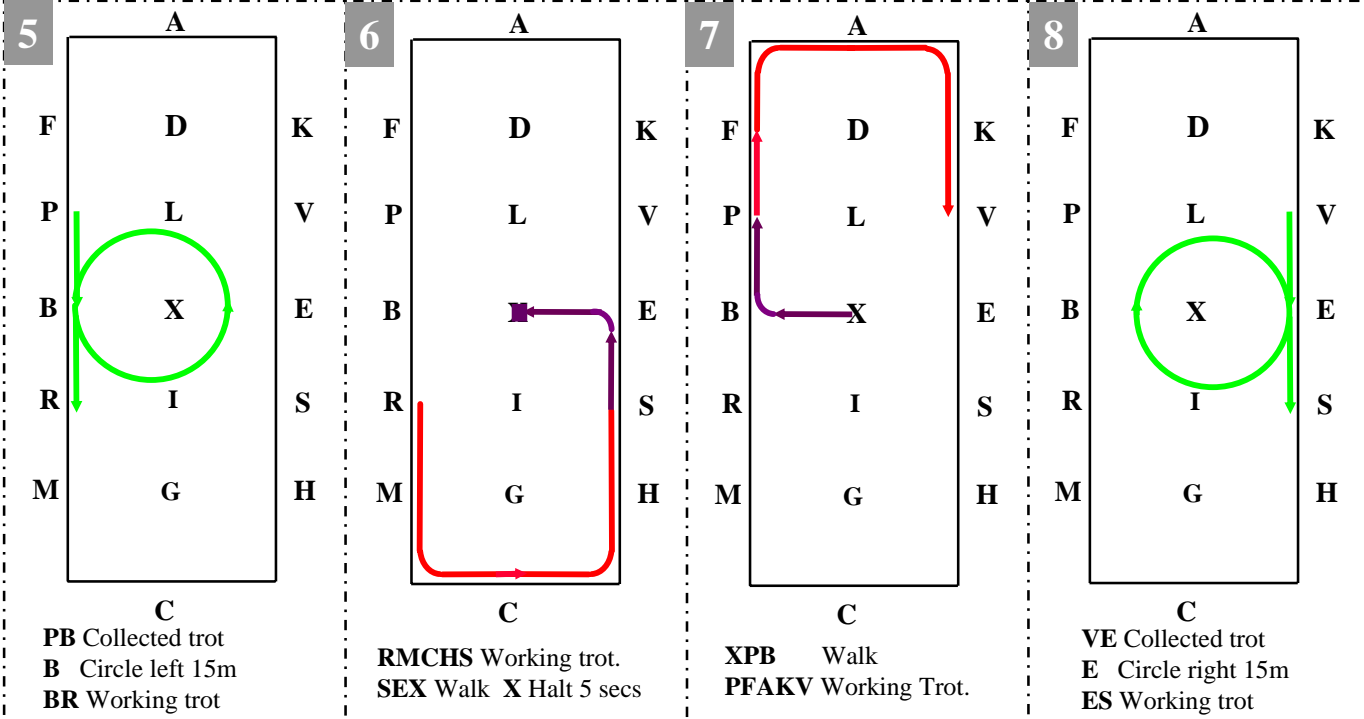 5
A
F D K
P L V
B X E
R I S
M G H
C
PB Collected trot
B Circle left 15m
BR Working trot
6
A
F D K
P L V
B E
R I S
M G H
C
RMCHS Working trot.
SEX Walk X Halt 5 secs
7
A
F D K
P L V
B X E
R I S
M G H
C
XPB Walk
PFAKV Working Trot.
8
A
F D K
P L V
B X E
R I S
M G H
C
VE Collected trot
E Circle right 15m
ES Working trot